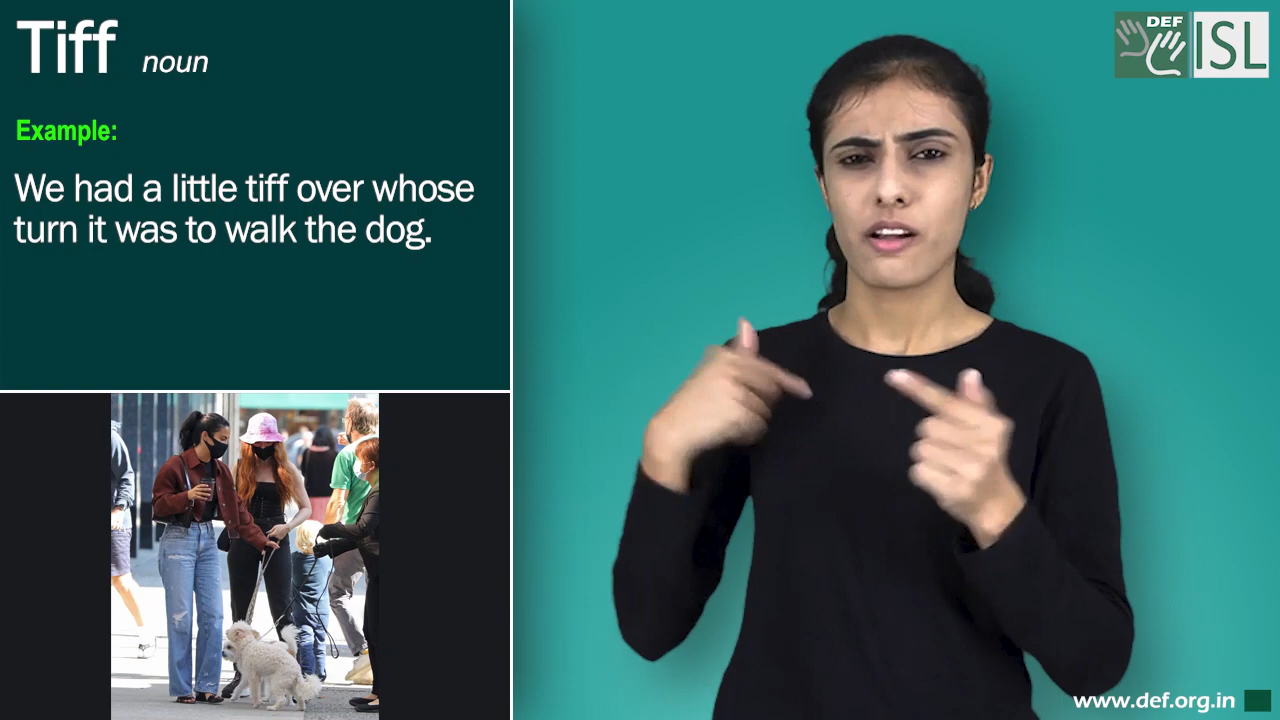 Tiff noun
Example:
We had a little tiff over whose
turn it was to walk the dog.
DEF
ISL
www.def.org.in